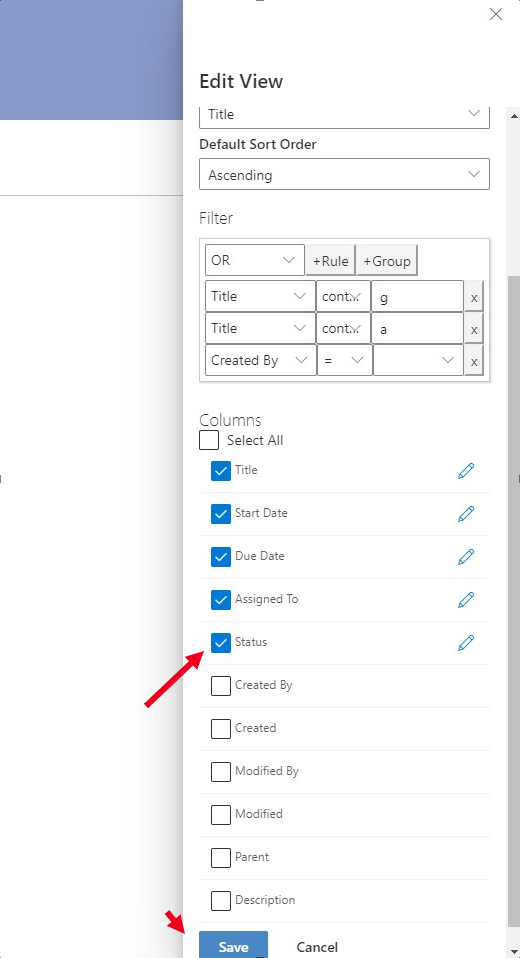 Edit View
Title
Default Sort Order
Ascending
Filter
OR +Rule +Group
Title cont... g x
Title cont... a x
Created By = x
Columns
Select All
Title
Start Date
Due Date
Assigned To
Status
Created By
Created
Modified By
Modified
Parent
Description
Save Cancel